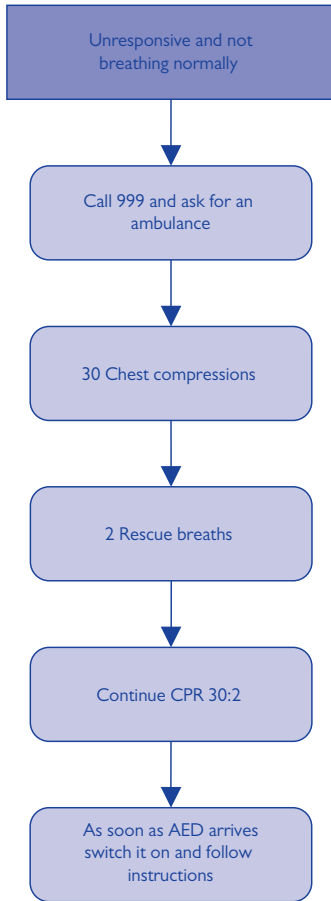 Unresponsive and not
breathing normally
Call 999 and ask for an
ambulance
30 Chest compressions
2 Rescue breaths
Continue CPR 30:2
As soon as AED arrives
switch it on and follow
instructions